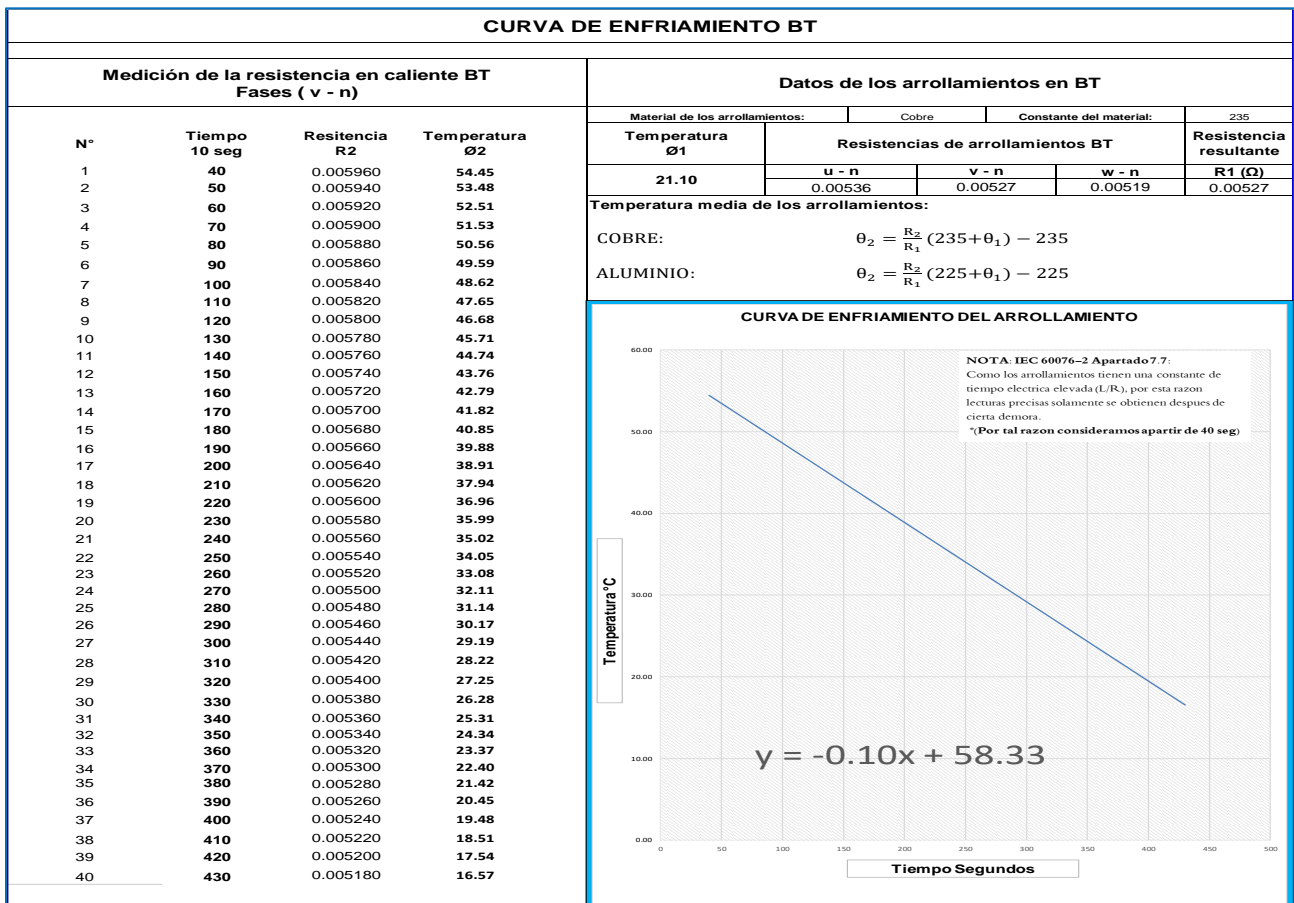 CURVA DE ENFRIAMIENTO BT
Medición de la resistencia en caliente BT
Fases ( v - n)
N° Tiempo 10 seg Resitencia R2 Temperatura Ø2
1 40 0.005960 54.45
2 50 0.005940 53.48
3 60 0.005920 52.51
4 70 0.005900 51.53
5 80 0.005880 50.56
6 90 0.005860 49.59
7 100 0.005840 48.62
8 110 0.005820 47.65
9 120 0.005800 46.68
10 130 0.005780 45.71
11 140 0.005760 44.74
12 150 0.005740 43.76
13 160 0.005720 42.79
14 170 0.005700 41.82
15 180 0.005680 40.85
16 190 0.005660 39.88
17 200 0.005640 38.91
18 210 0.005620 37.94
19 220 0.005600 36.96
20 230 0.005580 35.99
21 240 0.005560 35.02
22 250 0.005540 34.05
23 260 0.005520 33.08
24 270 0.005500 32.11
25 280 0.005480 31.14
26 290 0.005460 30.17
27 300 0.005440 29.19
28 310 0.005420 28.22
29 320 0.005400 27.25
30 330 0.005380 26.28
31 340 0.005360 25.31
32 350 0.005340 24.34
33 360 0.005320 23.37
34 370 0.005300 22.40
35 380 0.005280 21.42
36 390 0.005260 20.45
37 400 0.005240 19.48
38 410 0.005220 18.51
39 420 0.005200 17.54
40 430 0.005180 16.57
Datos de los arrollamientos en BT
Material de los arrollamientos: Cobre Constante del material: 235
Temperatura Ø1 Resistencias de arrollamientos BT Resistencia resultante
u - n v - n w - n R1 (Ω)
21.10 0.00536 0.00527 0.00519 0.00527
Temperatura media de los arrollamientos:
COBRE: θ₂ = R₂/R₁ (235+θ₁) − 235
ALUMINIO: θ₂ = R₂/R₁ (225+θ₁) − 225
CURVA DE ENFRIAMIENTO DEL ARROLLAMIENTO
NOTA: IEC 60076–2 Apartado 7.7:
Como los arrollamientos tienen una constante de
tiempo electrica elevada (L/R), por esta razon
lecturas precisas solamente se obtienen despues de
cierta demora.
*(Por tal razon consideramos apartir de 40 seg)
60.00
50.00
40.00
30.00
20.00
10.00
0.00
Temperatura °C
y = -0.10x + 58.33
0 50 100 150 200 250 300 350 400 450 500
Tiempo Segundos